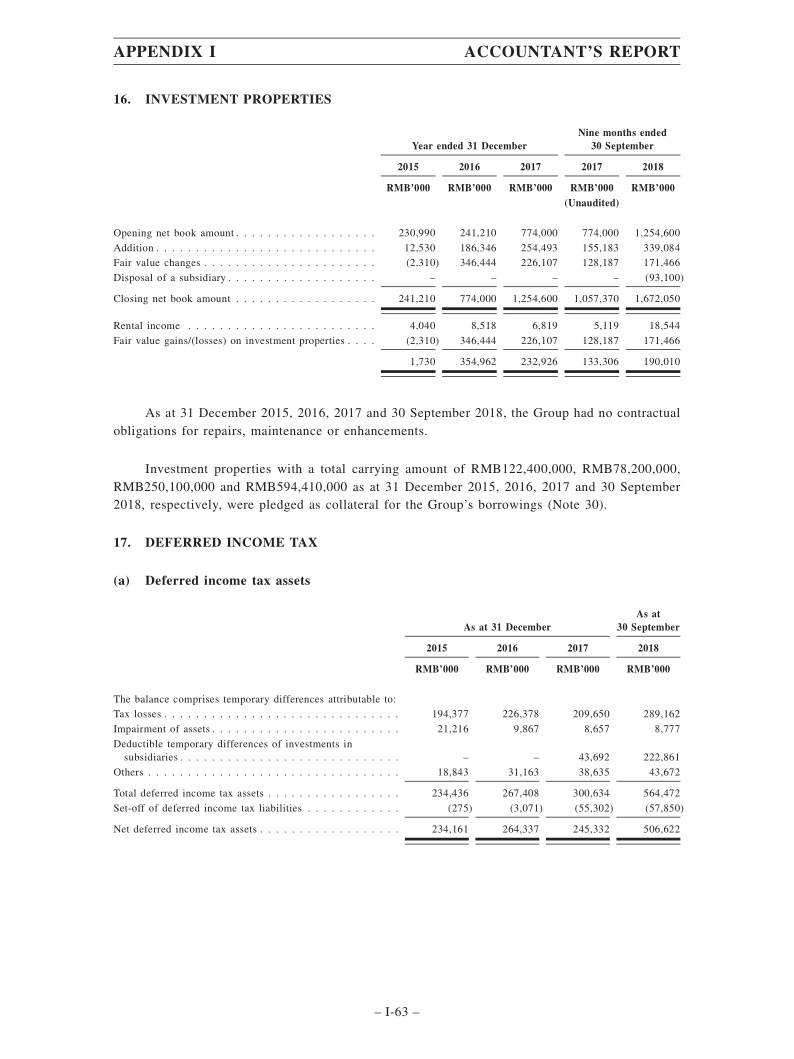 APPENDIX I ACCOUNTANT'S REPORT
16. INVESTMENT PROPERTIES
Nine months ended
Year ended 31 December 30 September
2015 2016 2017 2017 2018
RMB'000 RMB'000 RMB'000 RMB'000 RMB'000
(Unaudited)
Opening net book amount . . . . . . . . . . . . . . . . . . 230,990 241,210 774,000 774,000 1,254,600
Addition . . . . . . . . . . . . . . . . . . . . . . . . . . . . 12,530 186,346 254,493 155,183 339,084
Fair value changes . . . . . . . . . . . . . . . . . . . . . . (2,310) 346,444 226,107 128,187 171,466
Disposal of a subsidiary . . . . . . . . . . . . . . . . . . . – – – – (93,100)
Closing net book amount . . . . . . . . . . . . . . . . . . 241,210 774,000 1,254,600 1,057,370 1,672,050
Rental income . . . . . . . . . . . . . . . . . . . . . . . . 4,040 8,518 6,819 5,119 18,544
Fair value gains/(losses) on investment properties . . . . (2,310) 346,444 226,107 128,187 171,466
1,730 354,962 232,926 133,306 190,010
As at 31 December 2015, 2016, 2017 and 30 September 2018, the Group had no contractual
obligations for repairs, maintenance or enhancements.
Investment properties with a total carrying amount of RMB122,400,000, RMB78,200,000,
RMB250,100,000 and RMB594,410,000 as at 31 December 2015, 2016, 2017 and 30 September
2018, respectively, were pledged as collateral for the Group's borrowings (Note 30).
17. DEFERRED INCOME TAX
(a) Deferred income tax assets
As at
As at 31 December 30 September
2015 2016 2017 2018
RMB'000 RMB'000 RMB'000 RMB'000
The balance comprises temporary differences attributable to:
Tax losses . . . . . . . . . . . . . . . . . . . . . . . . . . . . . . 194,377 226,378 209,650 289,162
Impairment of assets . . . . . . . . . . . . . . . . . . . . . . . . 21,216 9,867 8,657 8,777
Deductible temporary differences of investments in
subsidiaries . . . . . . . . . . . . . . . . . . . . . . . . . . . . – – 43,692 222,861
Others . . . . . . . . . . . . . . . . . . . . . . . . . . . . . . . . 18,843 31,163 38,635 43,672
Total deferred income tax assets . . . . . . . . . . . . . . . . . 234,436 267,408 300,634 564,472
Set-off of deferred income tax liabilities . . . . . . . . . . . . (275) (3,071) (55,302) (57,850)
Net deferred income tax assets . . . . . . . . . . . . . . . . . . 234,161 264,337 245,332 506,622
– I-63 –